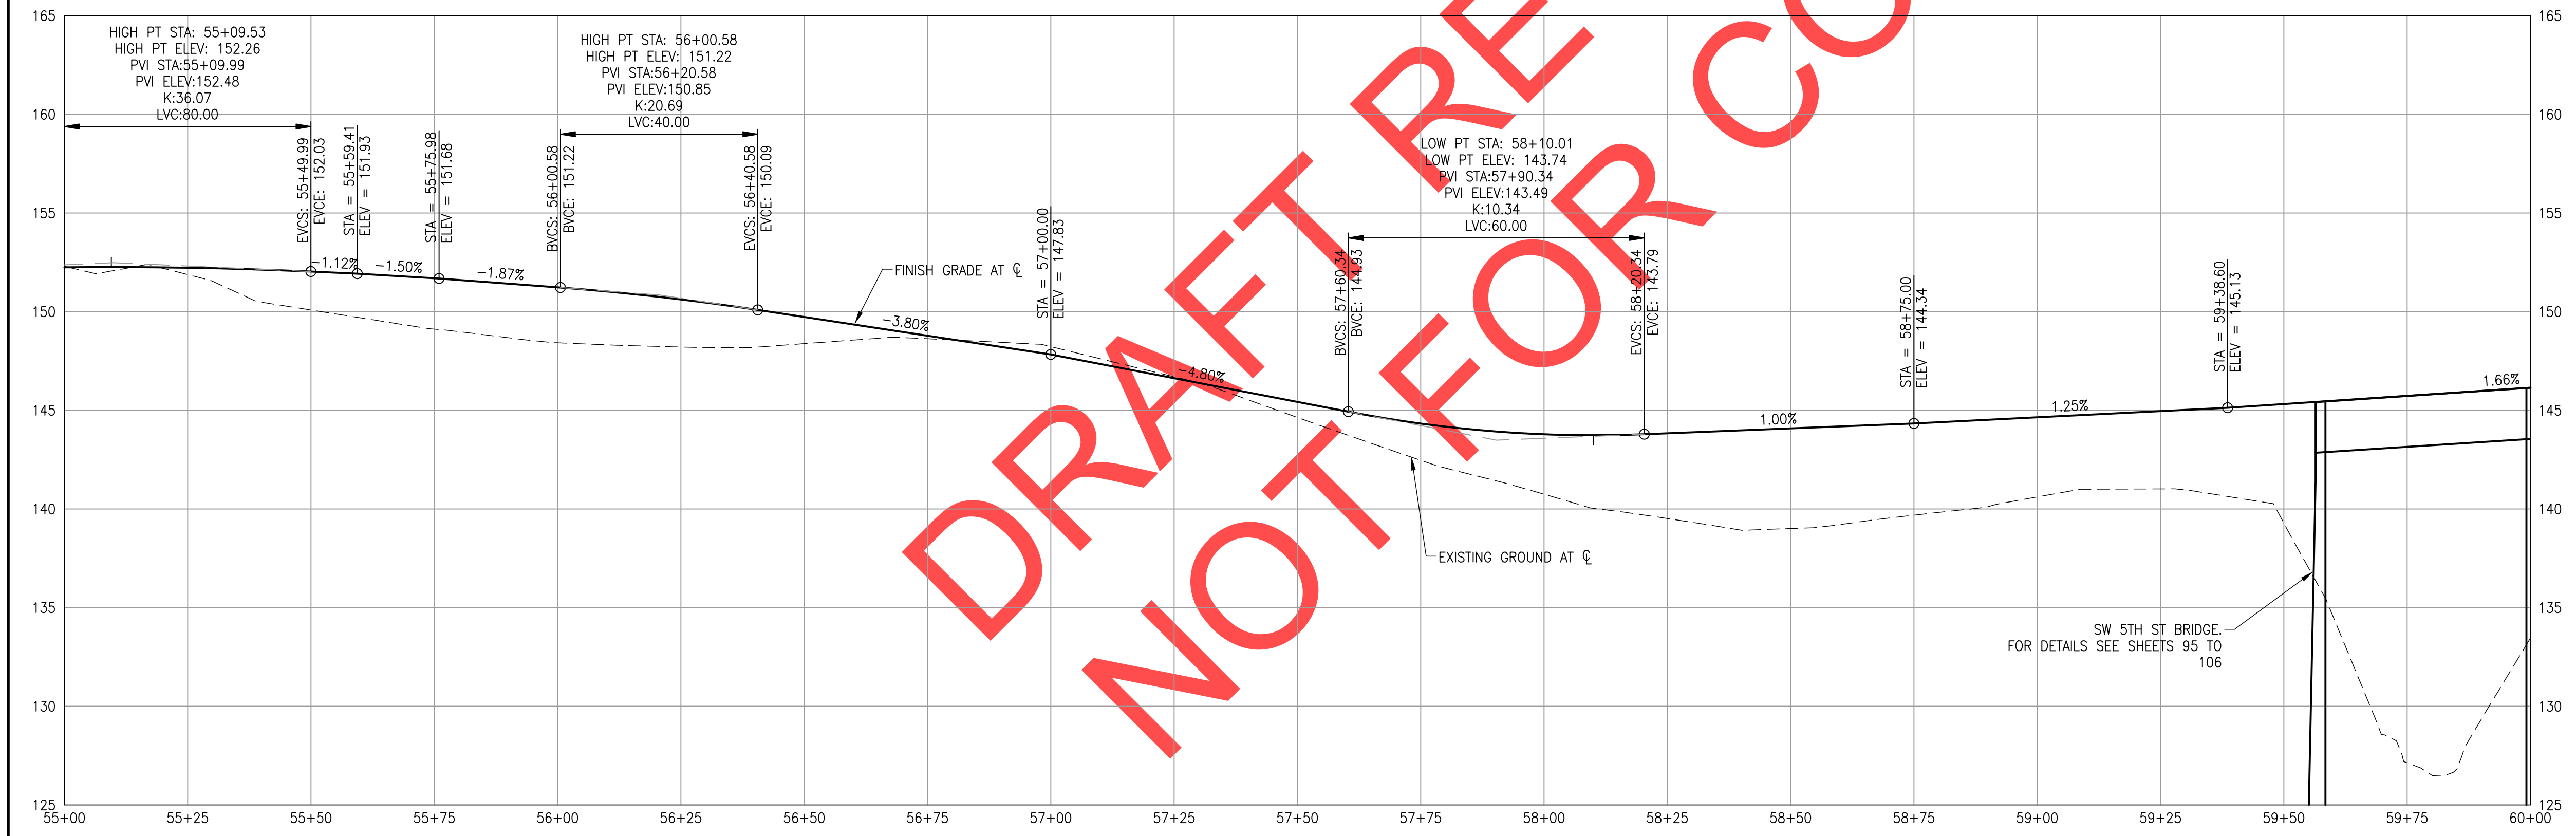 165
165
160
160
155
155
150
150
145
145
140
140
135
135
130
130
125
125
HIGH PT STA: 55+09.53
HIGH PT ELEV: 152.26
PVI STA:55+09.99
PVI ELEV:152.48
K:36.07
LVC:80.00
HIGH PT STA: 56+00.58
HIGH PT ELEV: 151.22
PVI STA:56+20.58
PVI ELEV:150.85
K:20.69
LVC:40.00
LOW PT STA: 58+10.01
LOW PT ELEV: 143.74
PVI STA:57+90.34
PVI ELEV:143.49
K:10.34
LVC:60.00
EVCS: 55+49.99
EVCE: 152.03
STA = 55+59.41
ELEV = 151.93
STA = 55+75.98
ELEV = 151.68
BVCS: 56+00.58
BVCE: 151.22
EVCS: 56+40.58
EVCE: 150.09
STA = 57+00.00
ELEV = 147.83
BVCS: 57+60.34
BVCE: 144.93
EVCS: 58+20.34
EVCE: 143.79
STA = 58+75.00
ELEV = 144.34
STA = 59+38.60
ELEV = 145.13
-1.12%
-1.50%
-1.87%
-3.80%
-4.80%
1.00%
1.25%
1.66%
FINISH GRADE AT ℄
EXISTING GROUND AT ℄
SW 5TH ST BRIDGE.
FOR DETAILS SEE SHEETS 95 TO
106
DRAFT RE
NOT FOR CO
55+00
55+25
55+50
55+75
56+00
56+25
56+50
56+75
57+00
57+25
57+50
57+75
58+00
58+25
58+50
58+75
59+00
59+25
59+50
59+75
60+00